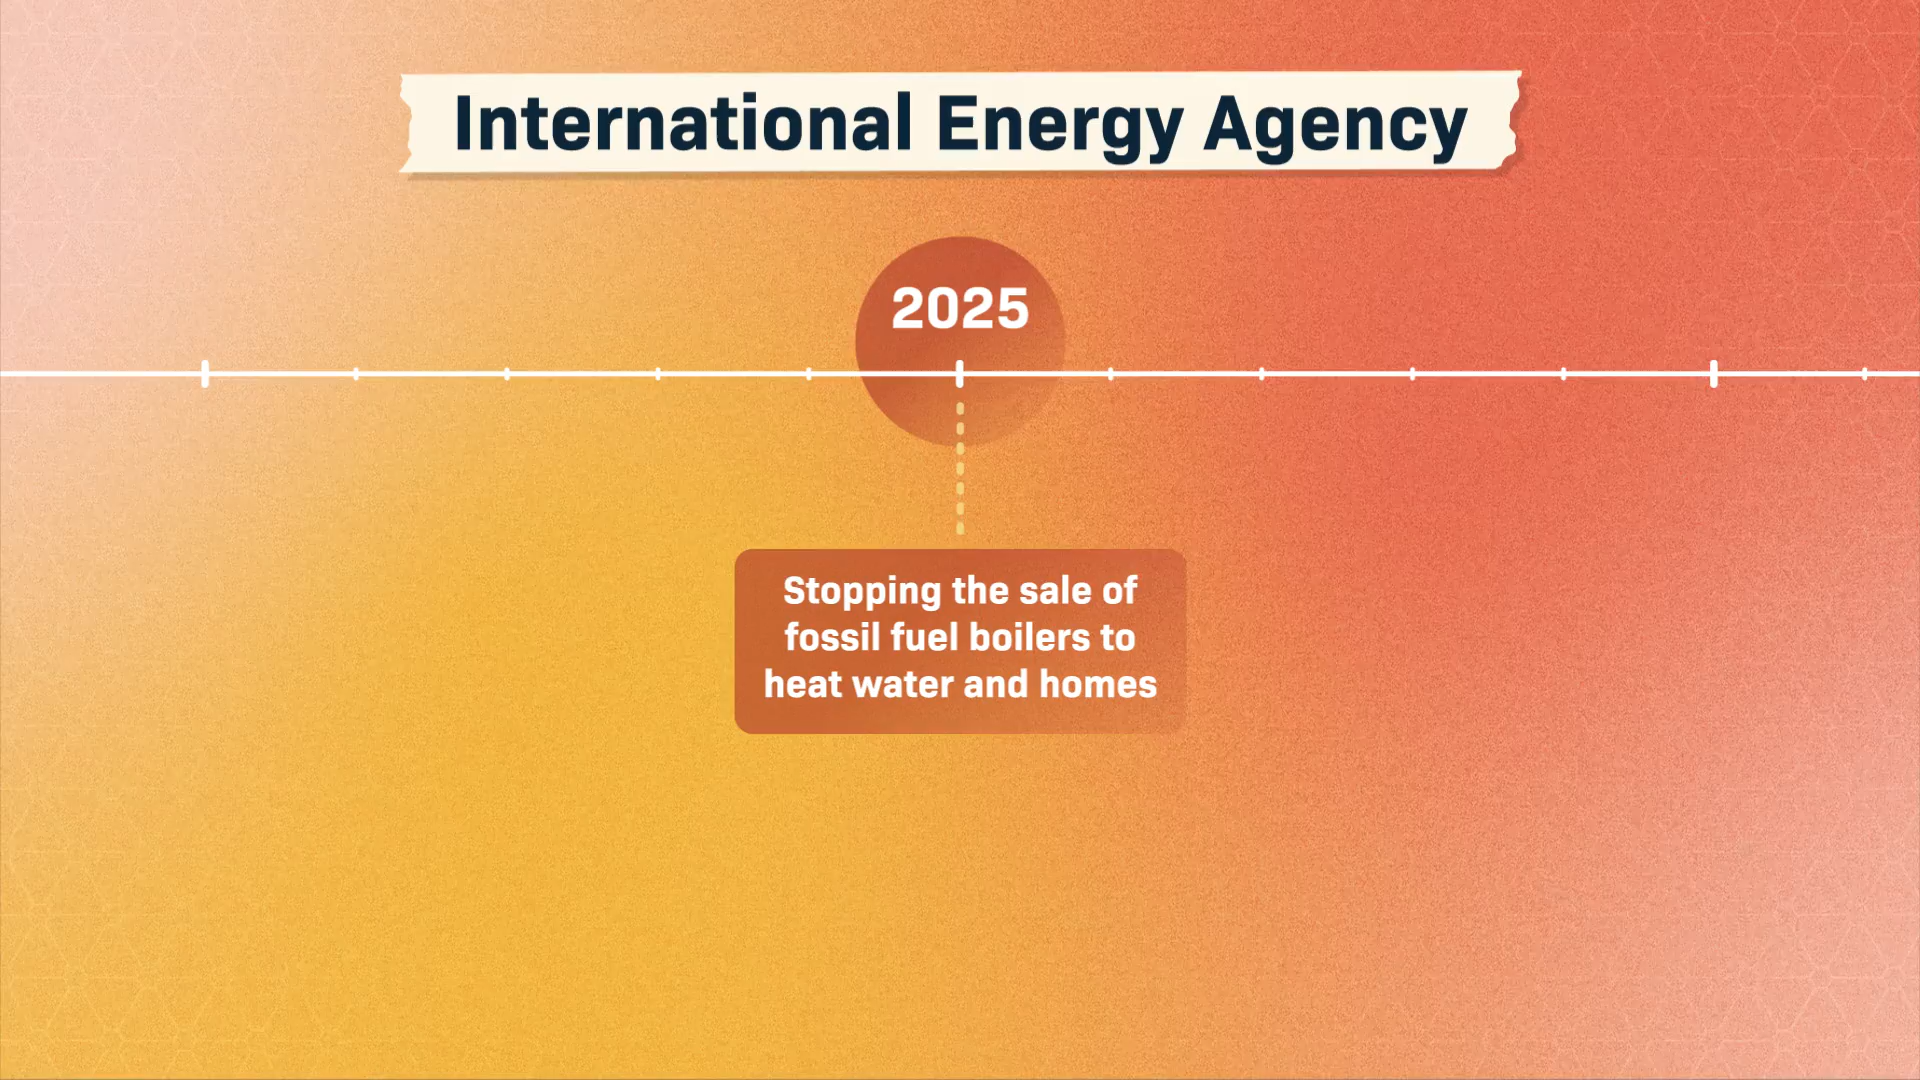 International Energy Agency
2025
Stopping the sale of
fossil fuel boilers to
heat water and homes